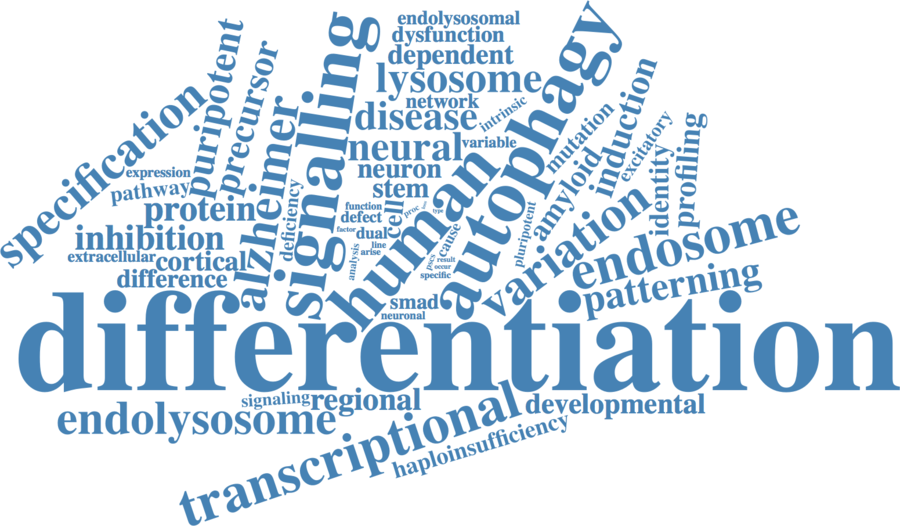 endolysosomal
dysfunction
dependent
lysosome
network
intrinsic
disease
variable
neural
neuron
stem
specification
puripotent
precursor
expression
pathway
protein
alzheimer
signalling
deficiency
inhibition
extracellular
cortical
difference
function
defect
factor
dual
line
arise
analysis
cell
proc
type
human
autophagy
cause
pscs
result
occur
specific
smad
neuronal
pluripotent
amyloid
mutation
induction
excitatory
identity
profiling
variation
endosome
patterning
differentiation
signaling
regional
developmental
endolysosome
transcriptional
haploinsufficiency